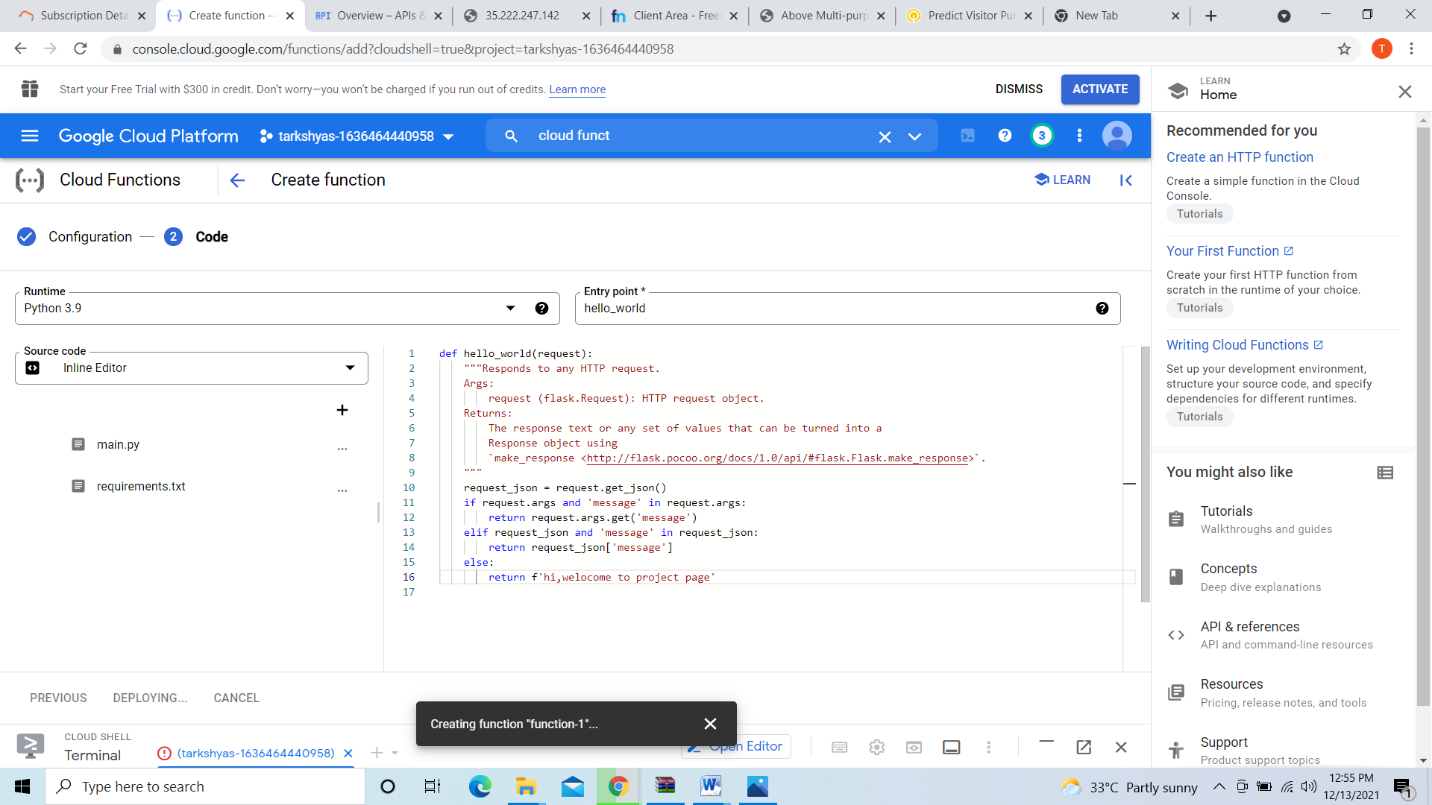 Subscription Deta
Create function –
API Overview – APIs &
35.222.247.142
fn Client Area - Free
Above Multi-purp
Predict Visitor Pur
New Tab
console.cloud.google.com/functions/add?cloudshell=true&project=tarkshyas-1636464440958
T
Start your Free Trial with $300 in credit. Don't worry—you won't be charged if you run out of credits. Learn more
DISMISS
ACTIVATE
Google Cloud Platform
tarkshyas-1636464440958
cloud funct
3
Cloud Functions
Create function
LEARN
Configuration — 2 Code
Runtime
Python 3.9
Entry point *
hello_world
Source code
Inline Editor
main.py
...
requirements.txt
...
1 def hello_world(request):
2 """Responds to any HTTP request.
3 Args:
4 request (flask.Request): HTTP request object.
5 Returns:
6 The response text or any set of values that can be turned into a
7 Response object using
8 `make_response <http://flask.pocoo.org/docs/1.0/api/#flask.Flask.make_response>`.
9 """
10 request_json = request.get_json()
11 if request.args and 'message' in request.args:
12 return request.args.get('message')
13 elif request_json and 'message' in request_json:
14 return request_json['message']
15 else:
16 return f'hi,welocome to project page'
17
PREVIOUS
DEPLOYING...
CANCEL
Creating function "function-1"...
CLOUD SHELL
Terminal
(tarkshyas-1636464440958)
Open Editor
LEARN
Home
Recommended for you
Create an HTTP function
Create a simple function in the Cloud
Console.
Tutorials
Your First Function
Create your first HTTP function from
scratch in the runtime of your choice.
Tutorials
Writing Cloud Functions
Set up your development environment,
structure your source code, and specify
dependencies for different runtimes.
Tutorials
You might also like
Tutorials
Walkthroughs and guides
Concepts
Deep dive explanations
API & references
API and command-line resources
Resources
Pricing, release notes, and tools
Support
Product support topics
Type here to search
33°C Partly sunny
12:55 PM
12/13/2021
1